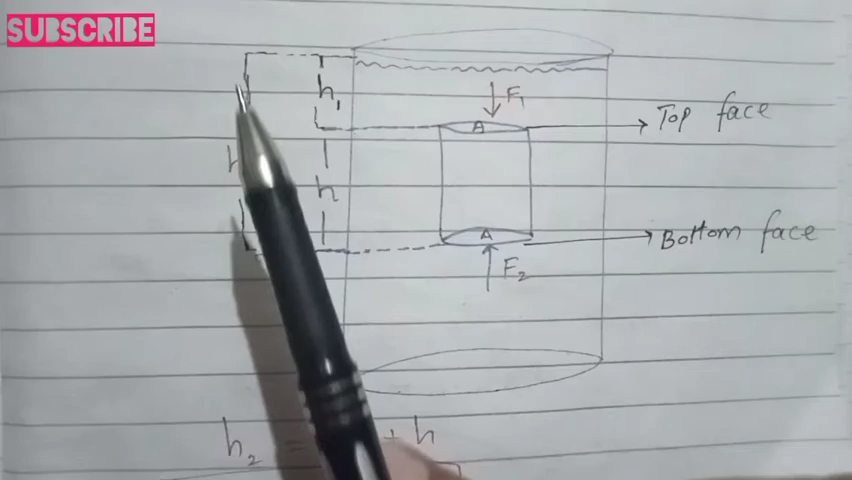 SUBSCRIBE
h₁
F₁
A
Top face
h
A
Bottom face
F₂
h₂ = + h